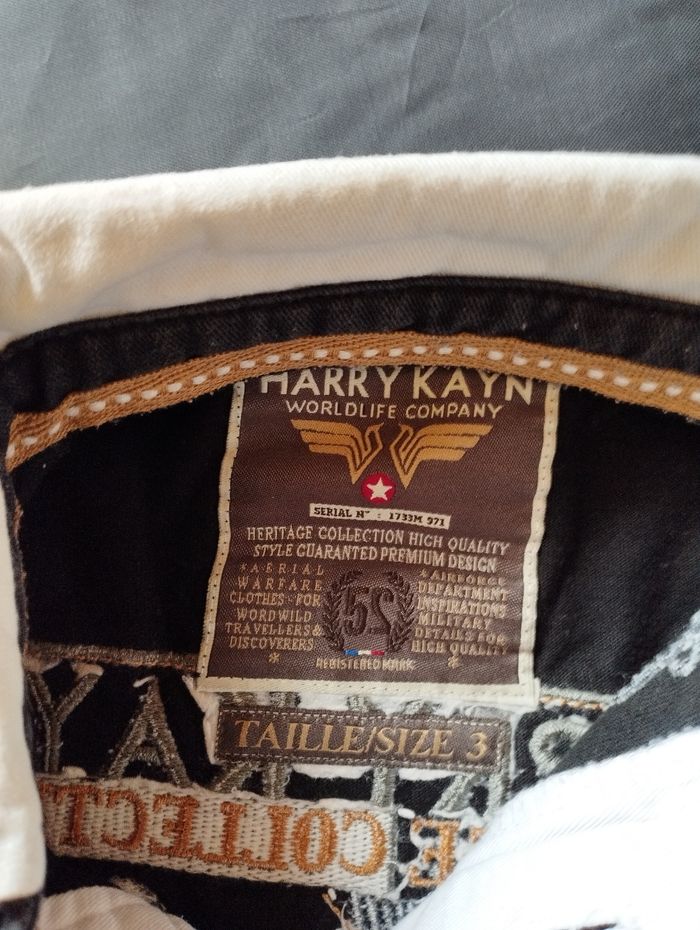 HARRY KAYN
WORLDLIFE COMPANY
SERIAL N° : 1733M 971
HERITAGE COLLECTION HIGH QUALITY
STYLE GUARANTED PREMIUM DESIGN
*AERIAL
WARFARE
CLOTHES-FOR
WORDWILD
TRAVELLERS&
DISCOVERERS
*
52
*AIRFORCE
DEPARTMENT
INSPIRATIONS
MILITARY
DETAILS FOR
HIGH QUALITY
*
REGISTERED MARK
TAILLE/SIZE 3
COLLECT